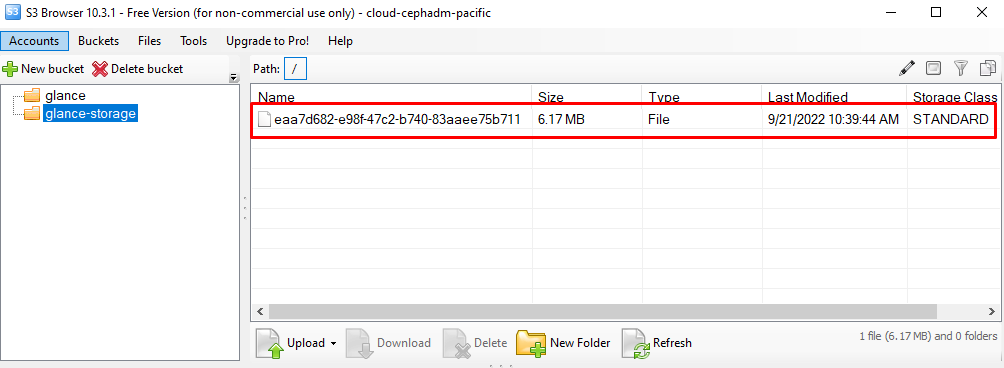 S3 S3 Browser 10.3.1 - Free Version (for non-commercial use only) - cloud-cephadm-pacific
Accounts Buckets Files Tools Upgrade to Pro! Help
New bucket Delete bucket Path: /
glance
glance-storage
Name Size Type Last Modified Storage Class
eaa7d682-e98f-47c2-b740-83aaee75b711 6.17 MB File 9/21/2022 10:39:44 AM STANDARD
Upload Download Delete New Folder Refresh 1 file (6.17 MB) and 0 folders